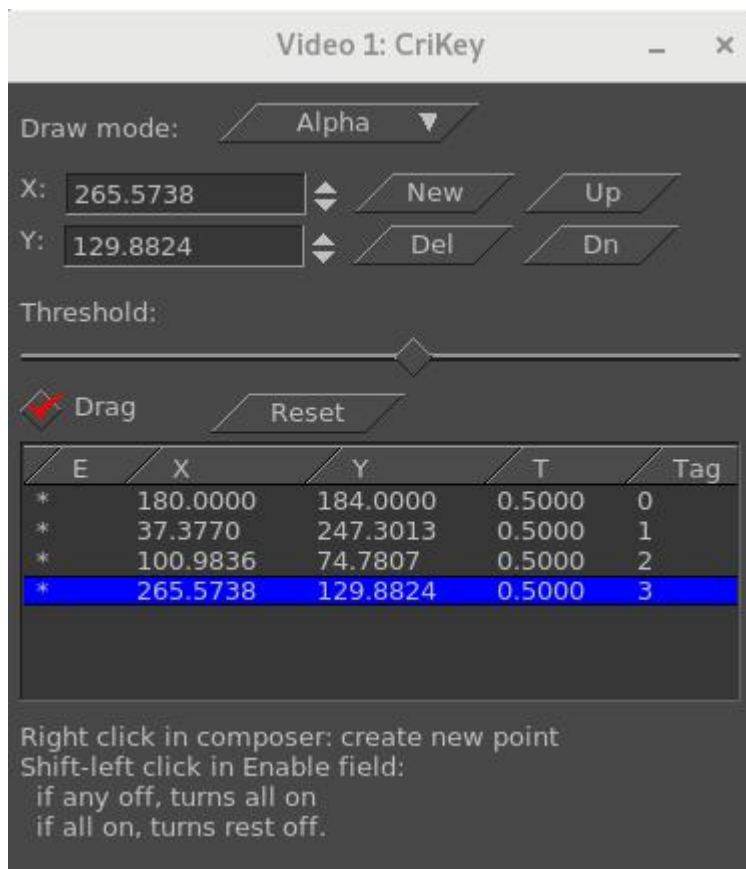 Video 1: CriKey
Draw mode: Alpha
X: 265.5738 New Up
Y: 129.8824 Del Dn
Threshold:
Drag Reset
E X Y T Tag
* 180.0000 184.0000 0.5000 0
* 37.3770 247.3013 0.5000 1
* 100.9836 74.7807 0.5000 2
* 265.5738 129.8824 0.5000 3
Right click in composer: create new point
Shift-left click in Enable field:
if any off, turns all on
if all on, turns rest off.